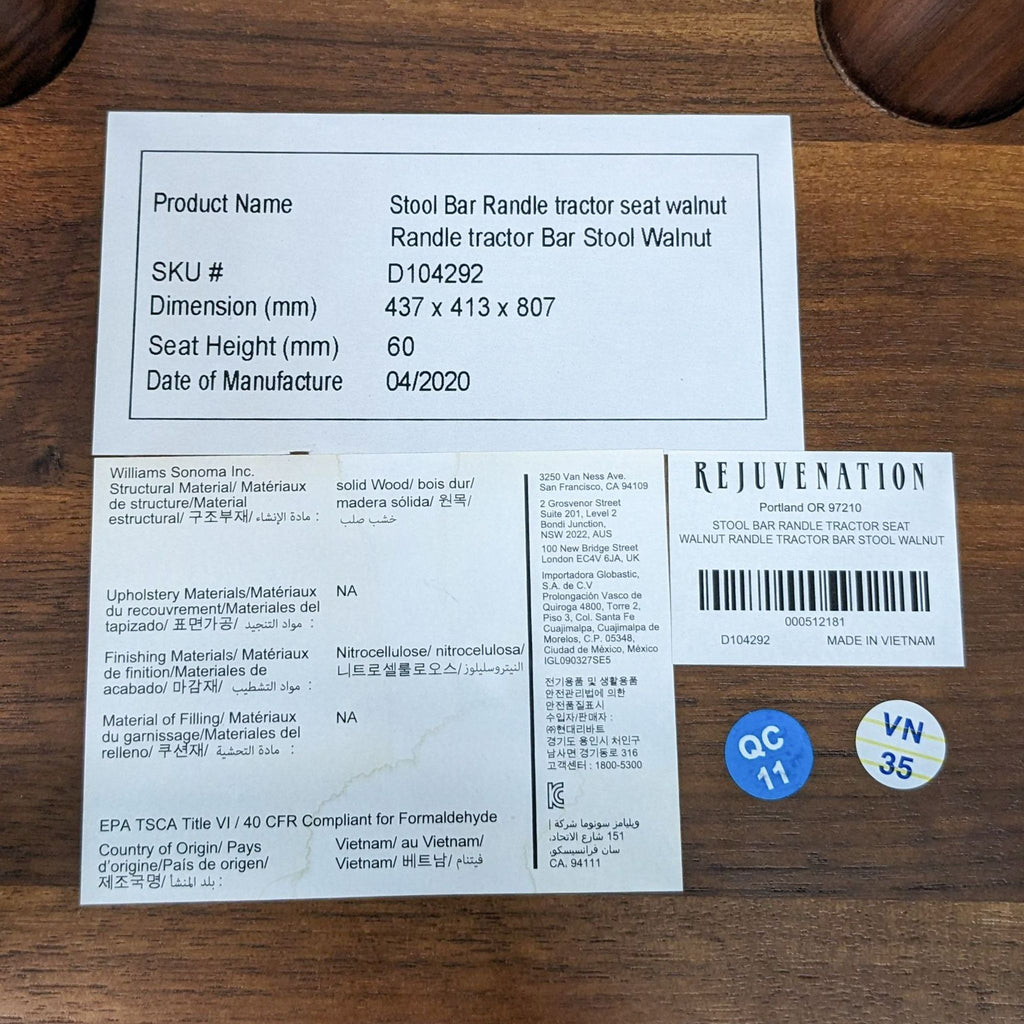 Product Name Stool Bar Randle tractor seat walnut
Randle tractor Bar Stool Walnut
SKU # D104292
Dimension (mm) 437 x 413 x 807
Seat Height (mm) 60
Date of Manufacture 04/2020
Williams Sonoma Inc.
Structural Material/ Matériaux
de structure/Material
estructural/ 구조부재/ مادة الإنشاء :
solid Wood/ bois dur/
madera sólida/ 원목/
خشب صلب
Upholstery Materials/Matériaux
du recouvrement/Materiales del
tapizado/ 표면가공/ مواد التنجيد :
NA
Finishing Materials/ Matériaux
de finition/Materiales de
acabado/ 마감재/ مواد التشطيب :
Nitrocellulose/ nitrocelulosa/
니트로셀룰로오스/ النيتروسليلوز
Material of Filling/ Matériaux
du garnissage/Materiales del
relleno/ 쿠션재/ مادة التحشية :
NA
EPA TSCA Title VI / 40 CFR Compliant for Formaldehyde
Country of Origin/ Pays
d'origine/País de origen/
제조국명/ بلد المنشأ :
Vietnam/ au Vietnam/
Vietnam/ 베트남/ فيتنام
3250 Van Ness Ave.
San Francisco, CA 94109
2 Grosvenor Street
Suite 201, Level 2
Bondi Junction,
NSW 2022, AUS
100 New Bridge Street
London EC4V 6JA, UK
Importadora Globastic,
S.A. de C.V
Prolongación Vasco de
Quiroga 4800, Torre 2,
Piso 3, Col. Santa Fe
Cuajimalpa, Cuajimalpa de
Morelos, C.P. 05348,
Ciudad de México, México
IGL090327SE5
전기용품 및 생활용품
안전관리법에 의한
안전품질표시
수입자/판매자 :
㈜현대리바트
경기도 용인시 처인구
남사면 경기동로 316
고객센터 : 1800-5300
KC
ويليامز سونوما شركة |
151 شارع الاتحاد،
سان فرانسيسكو،
CA. 94111
REJUVENATION
Portland OR 97210
STOOL BAR RANDLE TRACTOR SEAT
WALNUT RANDLE TRACTOR BAR STOOL WALNUT
000512181
D104292 MADE IN VIETNAM
QC
11
VN
35